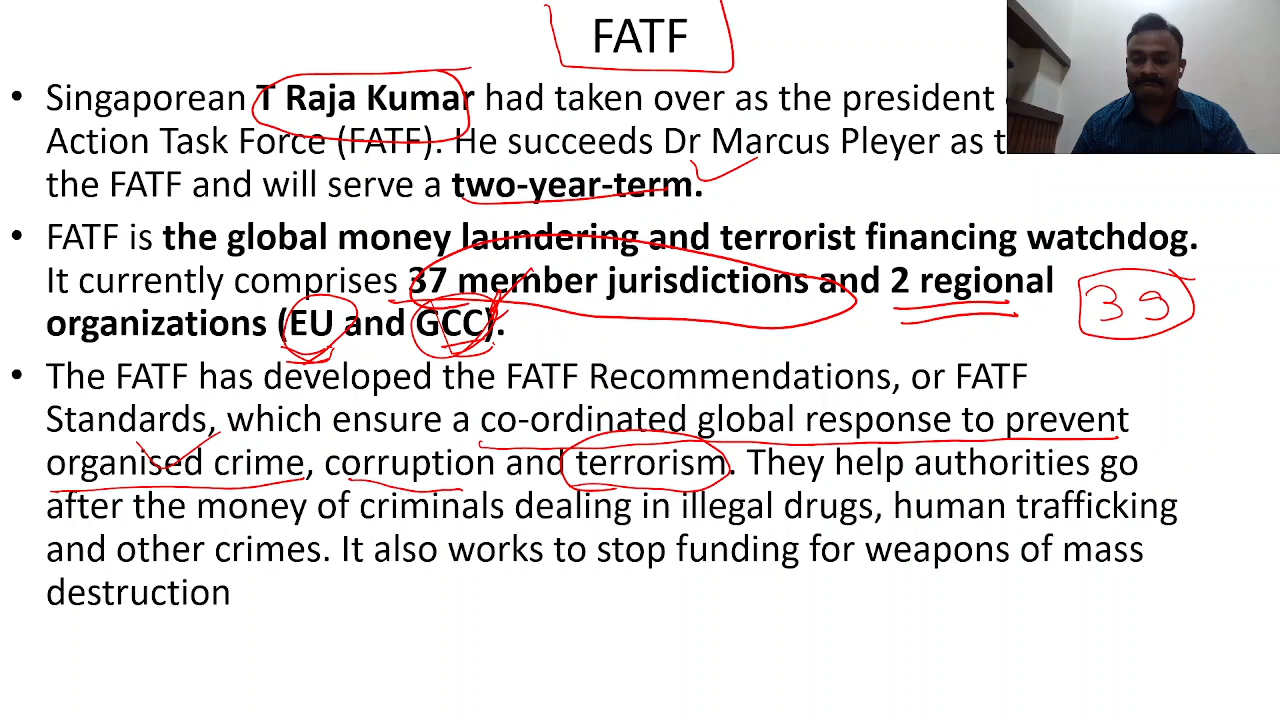 FATF
• Singaporean T Raja Kumar had taken over as the president
Action Task Force (FATF). He succeeds Dr Marcus Pleyer as
the FATF and will serve a two-year-term.
• FATF is the global money laundering and terrorist financing watchdog.
It currently comprises 37 member jurisdictions and 2 regional
organizations (EU and GCC).
39
• The FATF has developed the FATF Recommendations, or FATF
Standards, which ensure a co-ordinated global response to prevent
organised crime, corruption and terrorism. They help authorities go
after the money of criminals dealing in illegal drugs, human trafficking
and other crimes. It also works to stop funding for weapons of mass
destruction